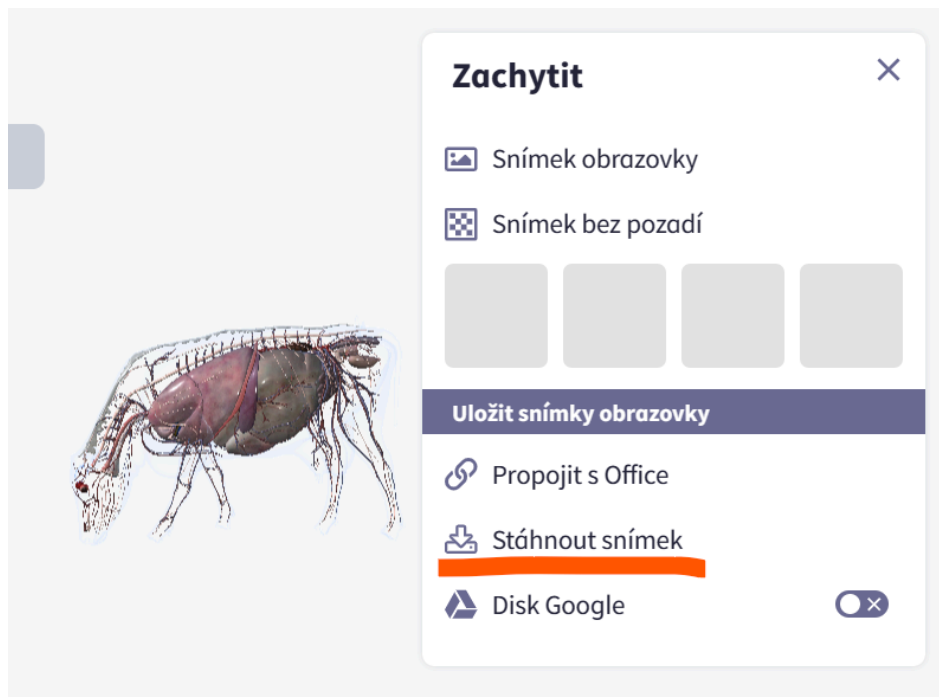 Zachytit
Snímek obrazovky
Snímek bez pozadí
Uložit snímky obrazovky
Propojit s Office
Stáhnout snímek
Disk Google